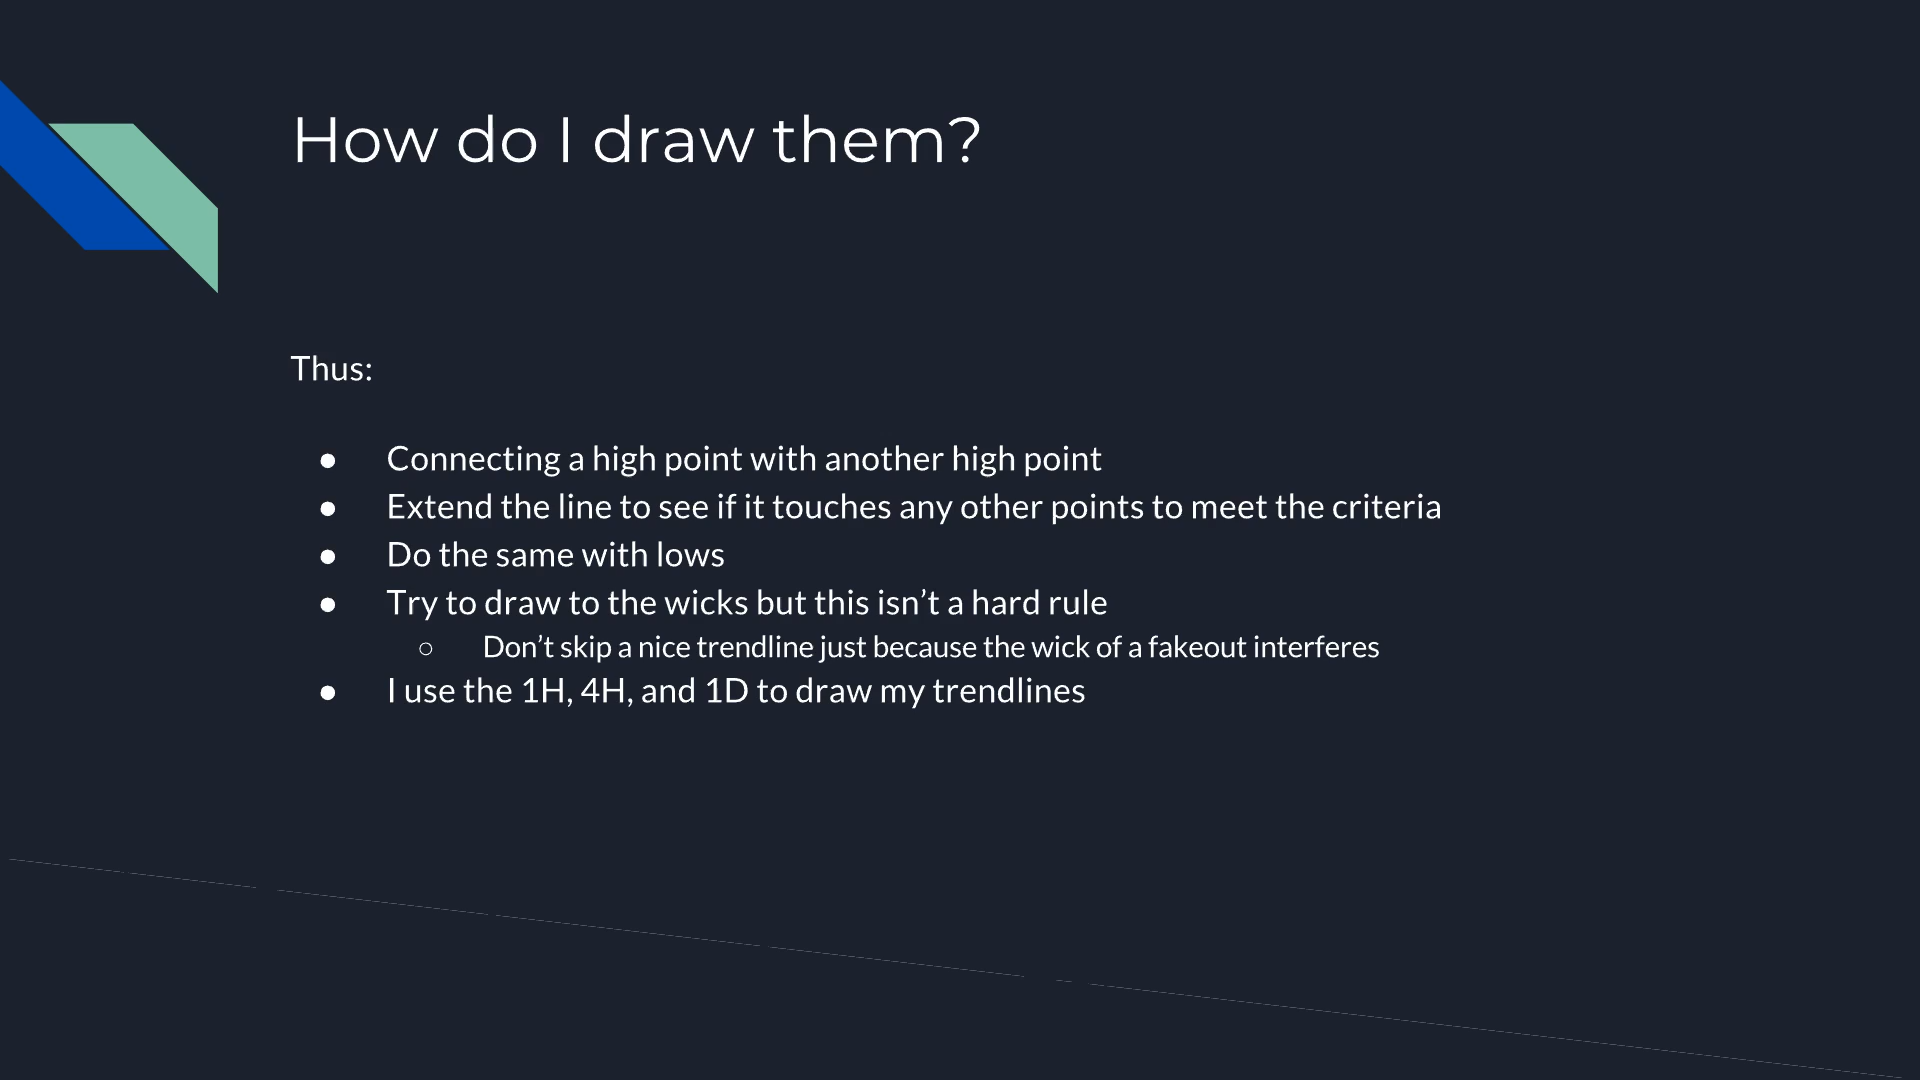 How do I draw them?
Thus:
● Connecting a high point with another high point
● Extend the line to see if it touches any other points to meet the criteria
● Do the same with lows
● Try to draw to the wicks but this isn’t a hard rule
○ Don’t skip a nice trendline just because the wick of a fakeout interferes
● I use the 1H, 4H, and 1D to draw my trendlines